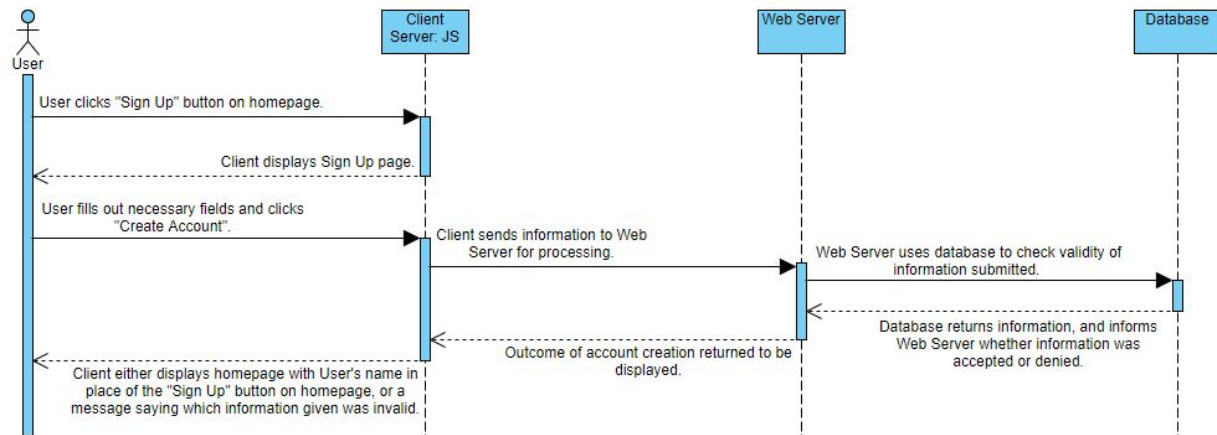 Client
Server: JS
Web Server
Database
User
User clicks "Sign Up" button on homepage.
Client displays Sign Up page.
User fills out necessary fields and clicks
"Create Account".
Client sends information to Web
Server for processing.
Web Server uses database to check validity of
information submitted.
Database returns information, and informs
Web Server whether information was
accepted or denied.
Outcome of account creation returned to be
displayed.
Client either displays homepage with User's name in
place of the "Sign Up" button on homepage, or a
message saying which information given was invalid.